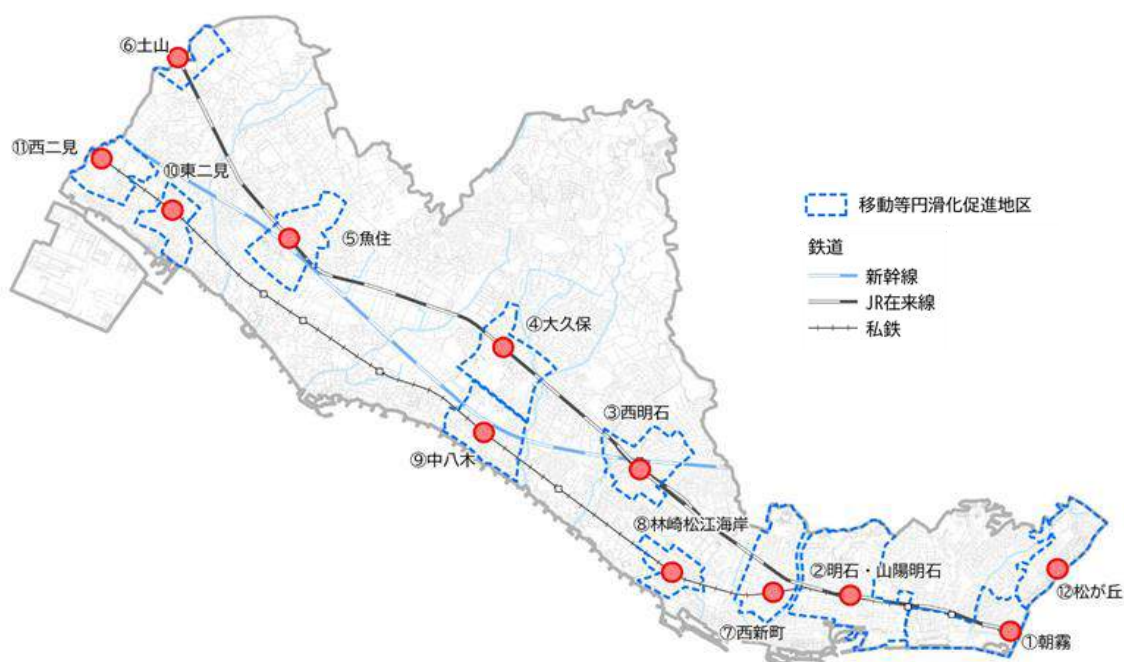 ⑥土山
⑪西二見
⑩東二見
⑤魚住
④大久保
③西明石
⑨中八木
⑧林崎松江海岸
②明石・山陽明石
⑦西新町
⑫松が丘
①朝霧
移動等円滑化促進地区
鉄道
新幹線
JR在来線
私鉄